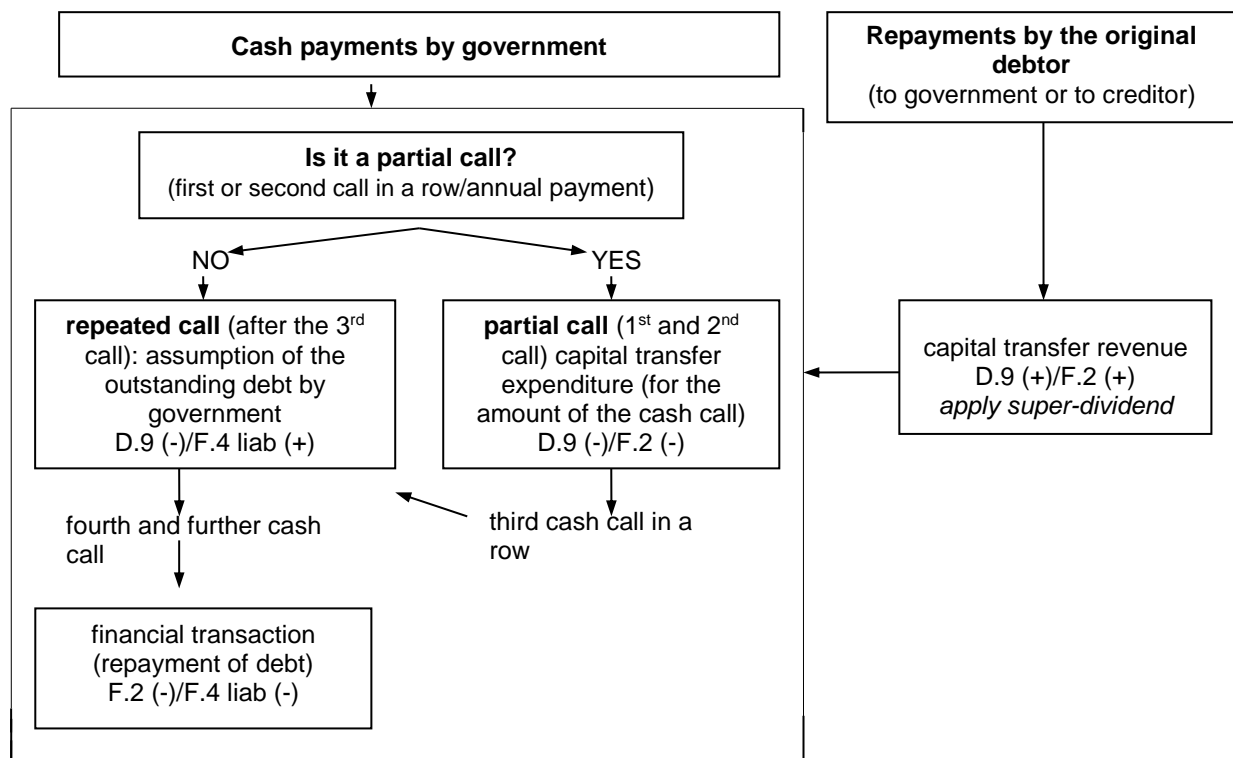 Cash payments by government
Repayments by the original
debtor
(to government or to creditor)
Is it a partial call?
(first or second call in a row/annual payment)
NO
YES
repeated call (after the 3rd
call): assumption of the
outstanding debt by
government
D.9 (-)/F.4 liab (+)
partial call (1st and 2nd
call) capital transfer
expenditure (for the
amount of the cash call)
D.9 (-)/F.2 (-)
capital transfer revenue
D.9 (+)/F.2 (+)
apply super-dividend
fourth and further cash
call
third cash call in a
row
financial transaction
(repayment of debt)
F.2 (-)/F.4 liab (-)